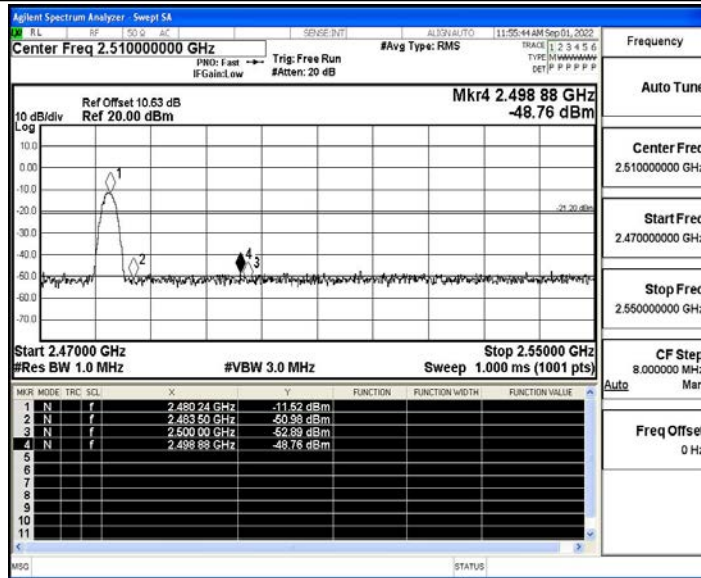 Agilent Spectrum Analyzer - Swept SA
RL RF 50 Ω AC SENSE:INT ALIGNAUTO 11:55:44 AM Sep 01, 2022
Center Freq 2.510000000 GHz
#Avg Type: RMS
TRACE 1 2 3 4 5 6
PNO: Fast Trig: Free Run
TYPE MWWWWW
IFGain:Low #Atten: 20 dB
DET P P P P P P
Mkr4 2.498 88 GHz
-48.76 dBm
Ref Offset 10.63 dB
10 dB/div Ref 20.00 dBm
Log
10.0
0.00
-10.0
-20.0
-30.0
-40.0
-50.0
-60.0
-70.0
1
2
4
3
-21.20 dBm
Start 2.47000 GHz Stop 2.55000 GHz
#Res BW 1.0 MHz #VBW 3.0 MHz Sweep 1.000 ms (1001 pts)
MKR MODE TRC SCL X Y FUNCTION FUNCTION WIDTH FUNCTION VALUE
1 N f 2.480 24 GHz -11.52 dBm
2 N f 2.483 50 GHz -50.98 dBm
3 N f 2.500 00 GHz -52.89 dBm
4 N f 2.498 88 GHz -48.76 dBm
5
6
7
8
9
10
11
MSG STATUS
Frequency
Auto Tune
Center Freq
2.510000000 GHz
Start Freq
2.470000000 GHz
Stop Freq
2.550000000 GHz
CF Step
8.000000 MHz
Auto Man
Freq Offset
0 Hz